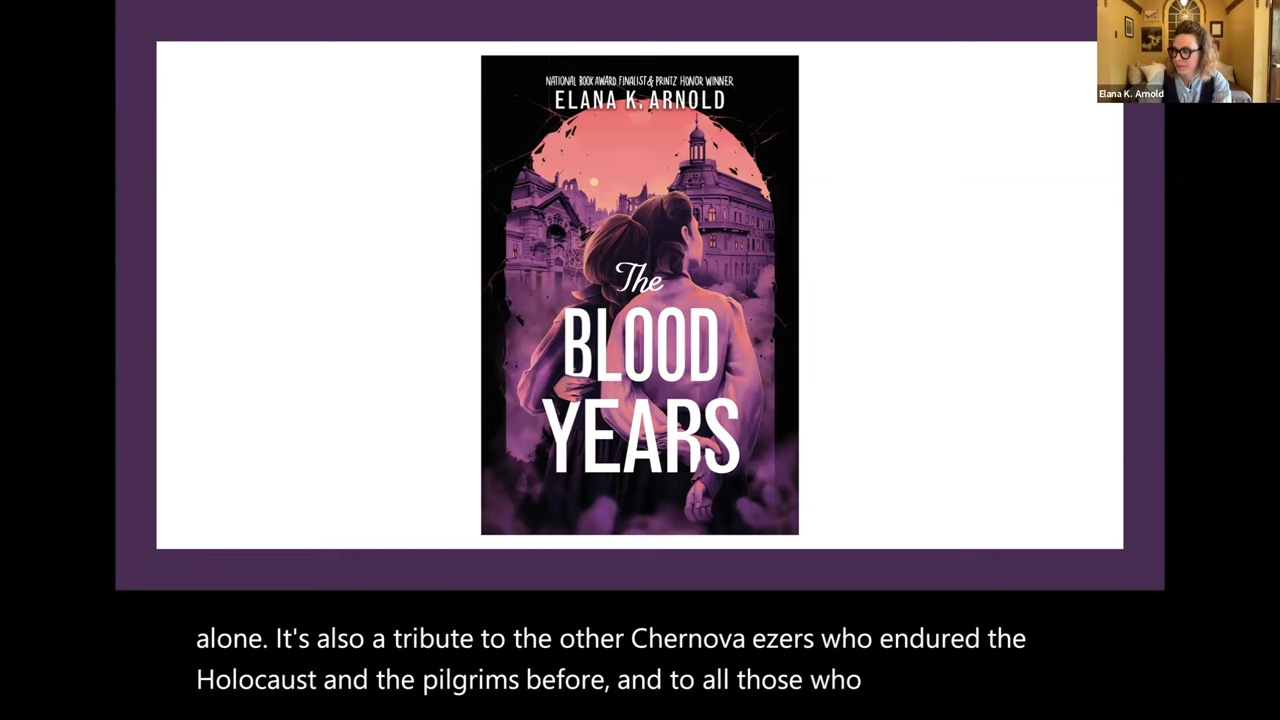 NATIONAL BOOK AWARD FINALIST & PRINTZ HONOR WINNER
ELANA K. ARNOLD
The
BLOOD
YEARS
Elana K. Arnold
alone. It's also a tribute to the other Chernova ezers who endured the
Holocaust and the pilgrims before, and to all those who